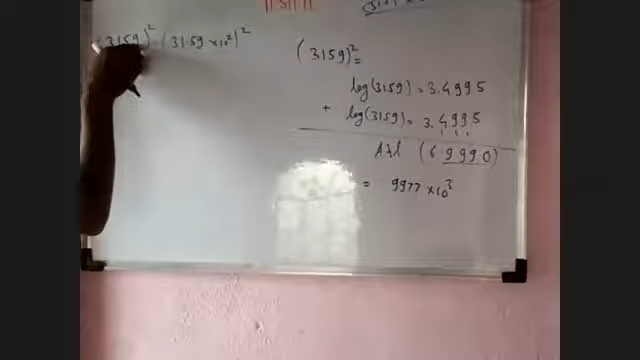 (3159)² = (31.59 × 10²)²
(3159)² =
log(3159) = 3.4995
+ log(3159) = 3.4995
Atl (6.9990)
= 9977 × 10³